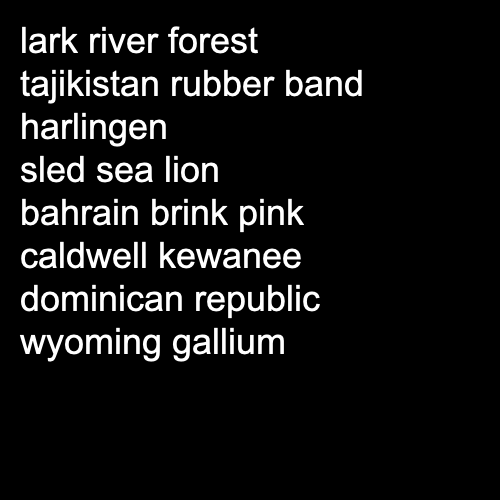 lark river forest
tajikistan rubber band
harlingen
sled sea lion
bahrain brink pink
caldwell kewanee
dominican republic
wyoming gallium